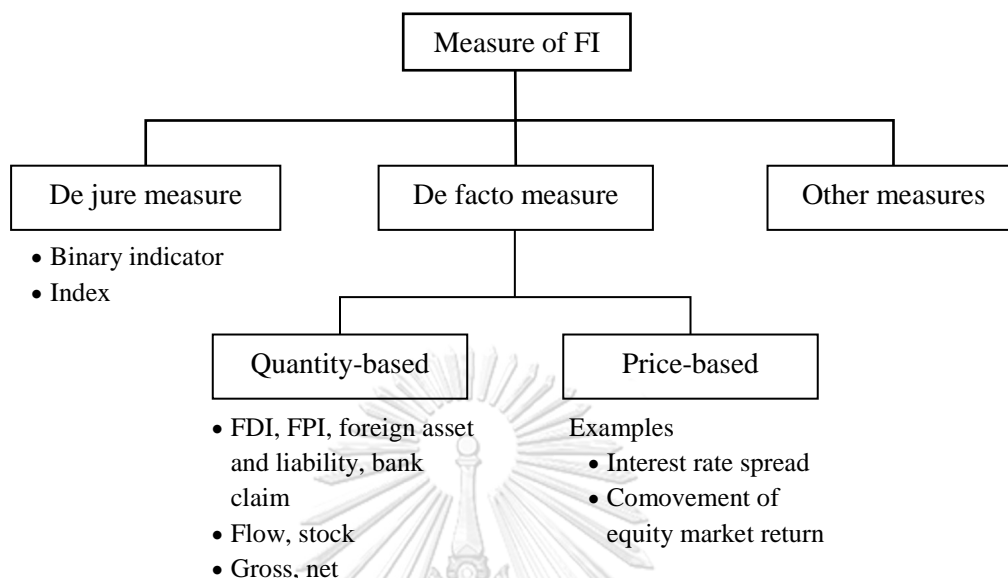 Measure of FI
De jure measure
De facto measure
Other measures
• Binary indicator
• Index
Quantity-based
Price-based
• FDI, FPI, foreign asset
and liability, bank
claim
• Flow, stock
• Gross, net
Examples
• Interest rate spread
• Comovement of
equity market return